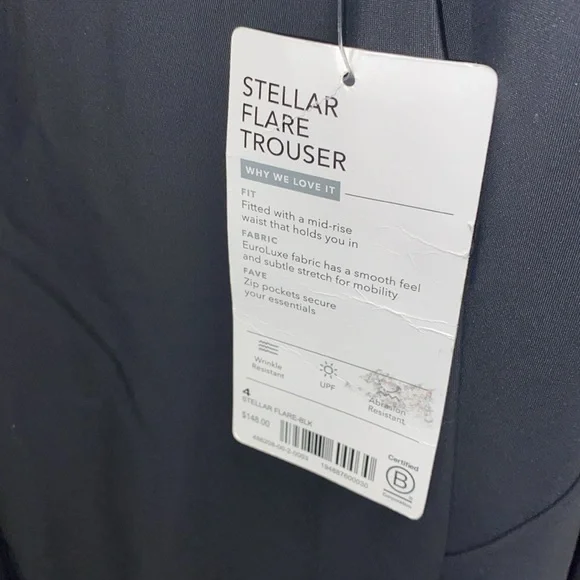 STELLAR
FLARE
TROUSER
WHY WE LOVE IT
FIT
Fitted with a mid-rise
waist that holds you in
FABRIC
EuroLuxe fabric has a smooth feel
and subtle stretch for mobility
FAVE
Zip pockets secure
your essentials
Wrinkle
Resistant
UPF
Abrasion
Resistant
4
STELLAR FLARE-BLK
$148.00
194887600030
Certified
B
Corporation